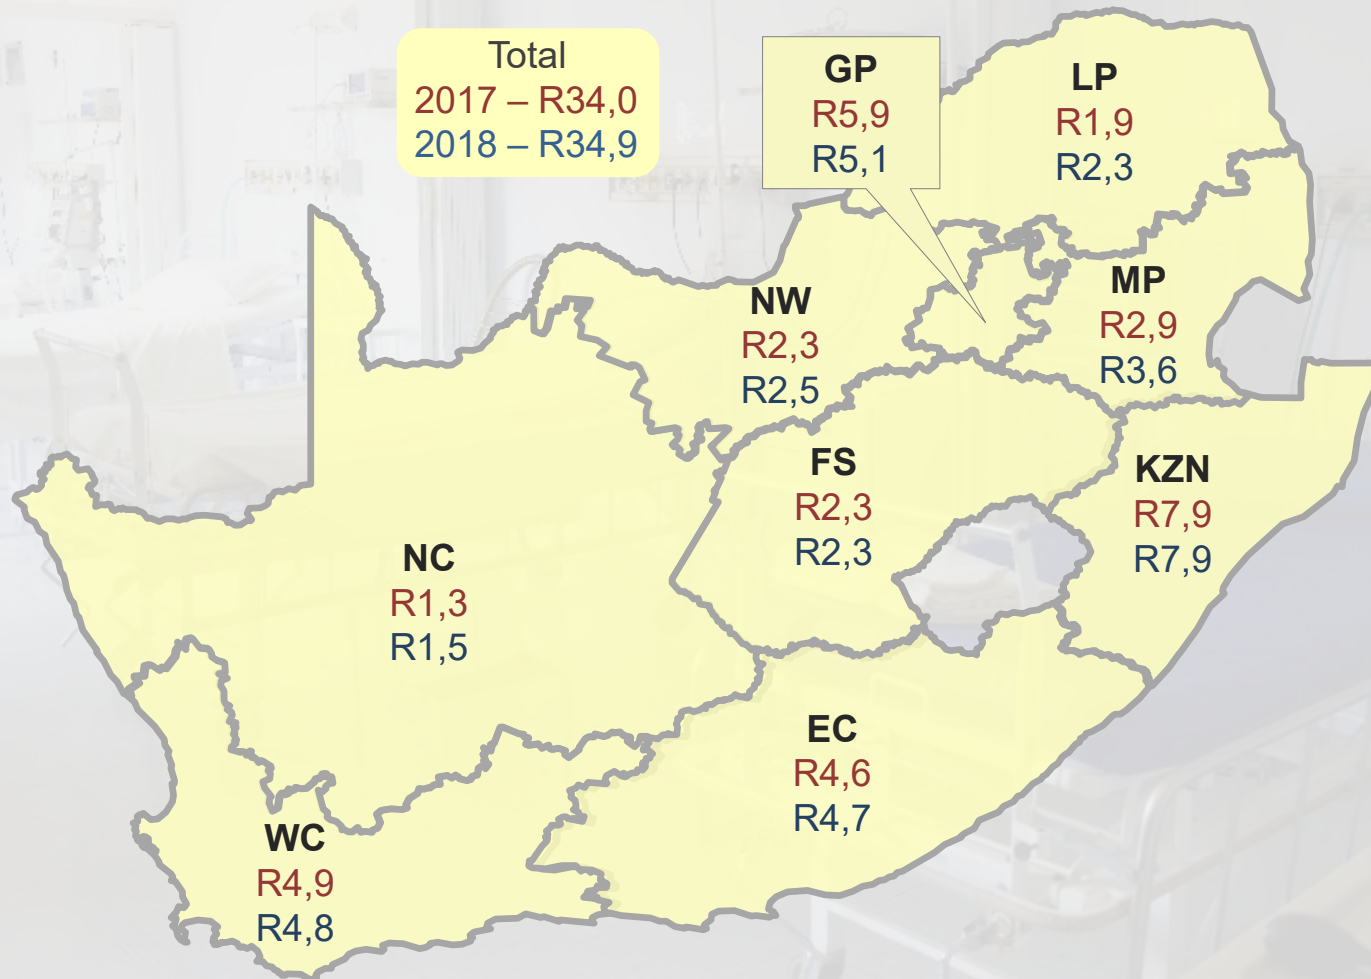 Total
2017 – R34,0
2018 – R34,9
GP
R5,9
R5,1
LP
R1,9
R2,3
MP
R2,9
R3,6
NW
R2,3
R2,5
FS
R2,3
R2,3
KZN
R7,9
R7,9
NC
R1,3
R1,5
EC
R4,6
R4,7
WC
R4,9
R4,8